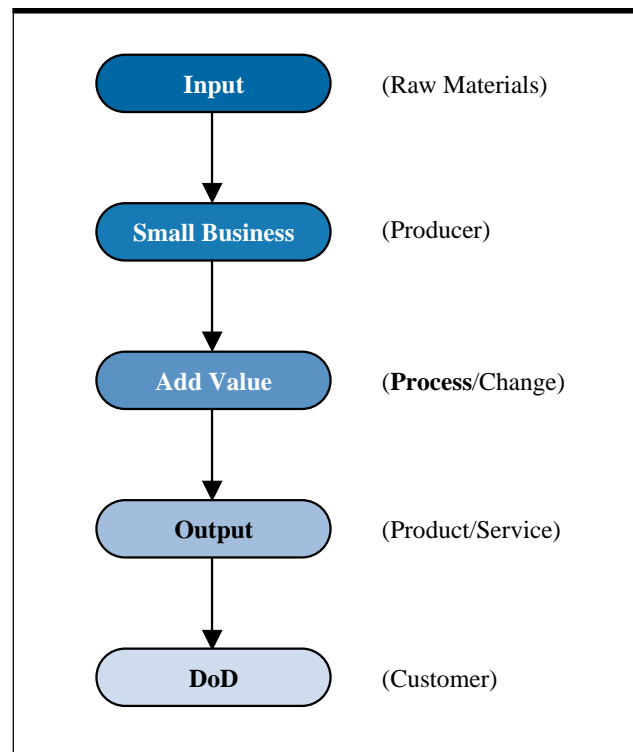 Input (Raw Materials)
Small Business (Producer)
Add Value (Process/Change)
Output (Product/Service)
DoD (Customer)